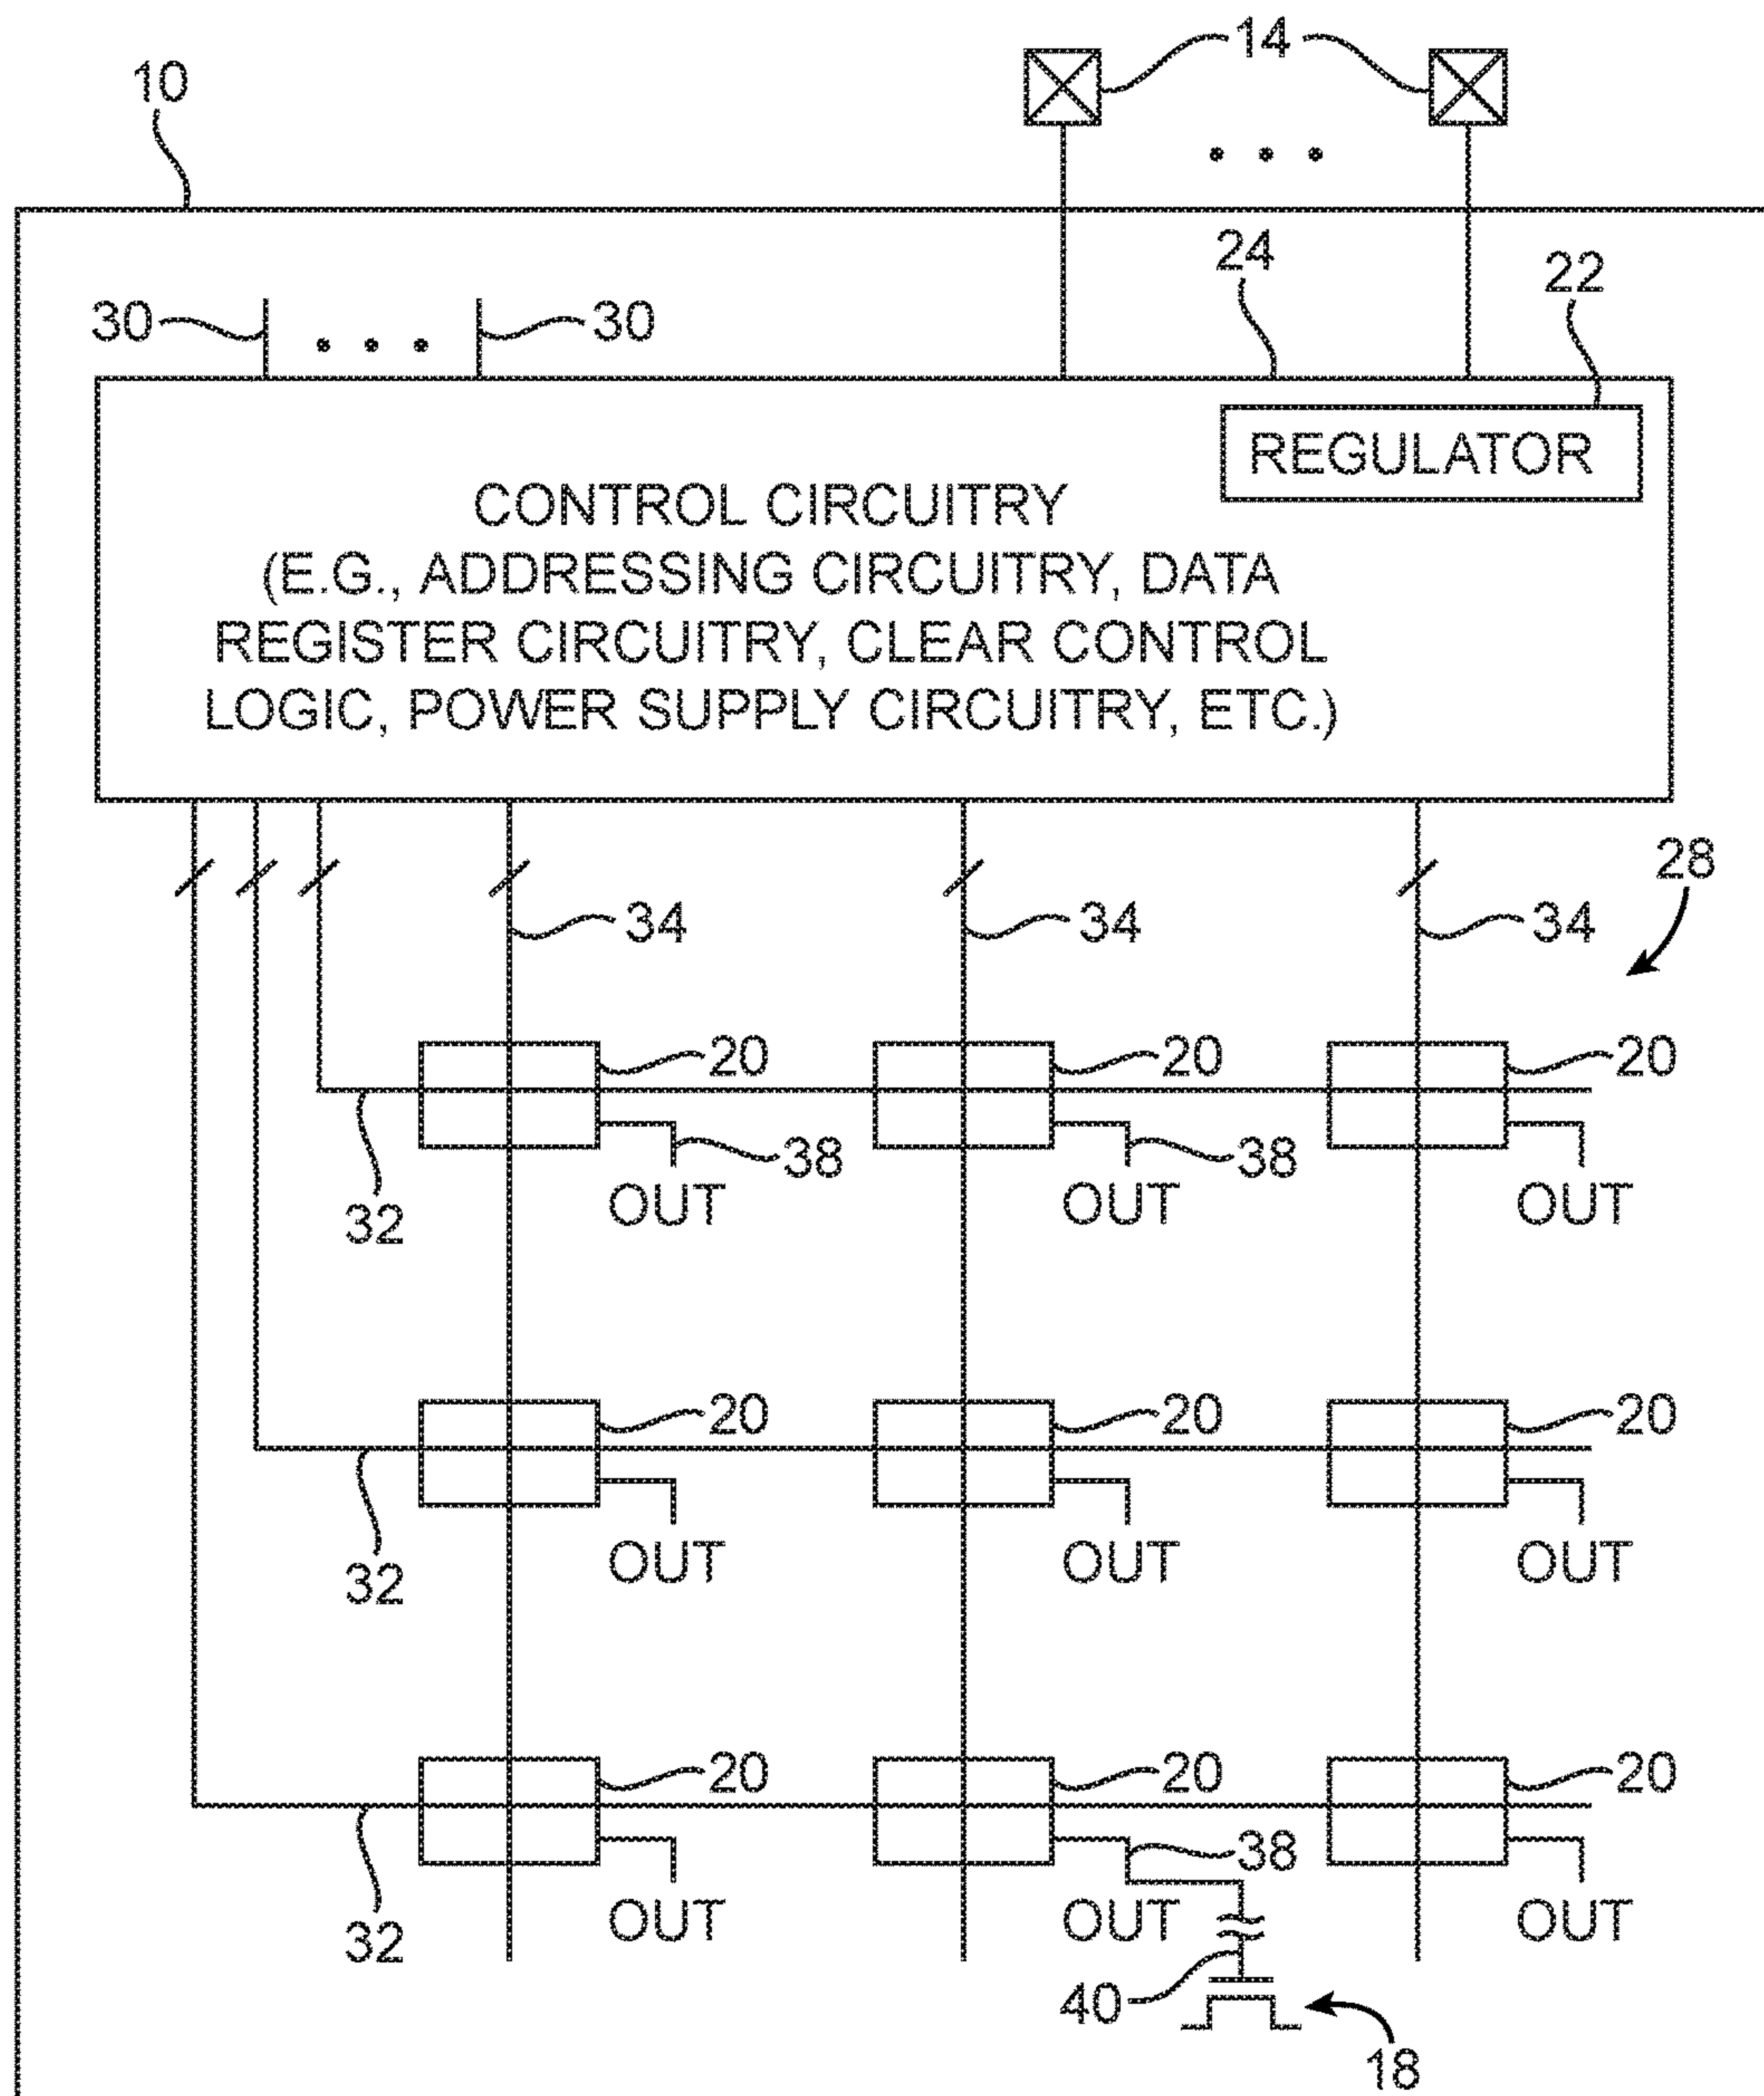 14
10
24
22
30
30
REGULATOR
CONTROL CIRCUITRY
(E.G., ADDRESSING CIRCUITRY, DATA
REGISTER CIRCUITRY, CLEAR CONTROL
LOGIC, POWER SUPPLY CIRCUITRY, ETC.)
28
34
34
34
20
20
20
38
38
32
OUT
OUT
OUT
20
20
20
32
OUT
OUT
OUT
20
20
20
38
32
OUT
OUT
OUT
40
18